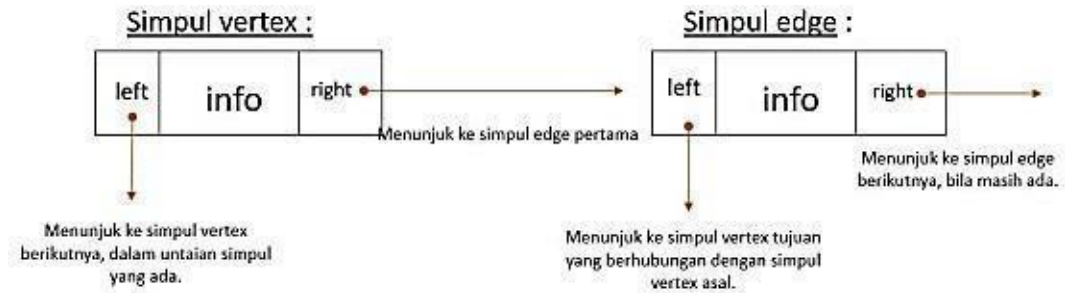 Simpul vertex :
left
info
right
Menunjuk ke simpul edge pertama
Menunjuk ke simpul vertex
berikutnya, dalam untaian simpul
yang ada.
Simpul edge :
left
info
right
Menunjuk ke simpul edge
berikutnya, bila masih ada.
Menunjuk ke simpul vertex tujuan
yang berhubungan dengan simpul
vertex asal.